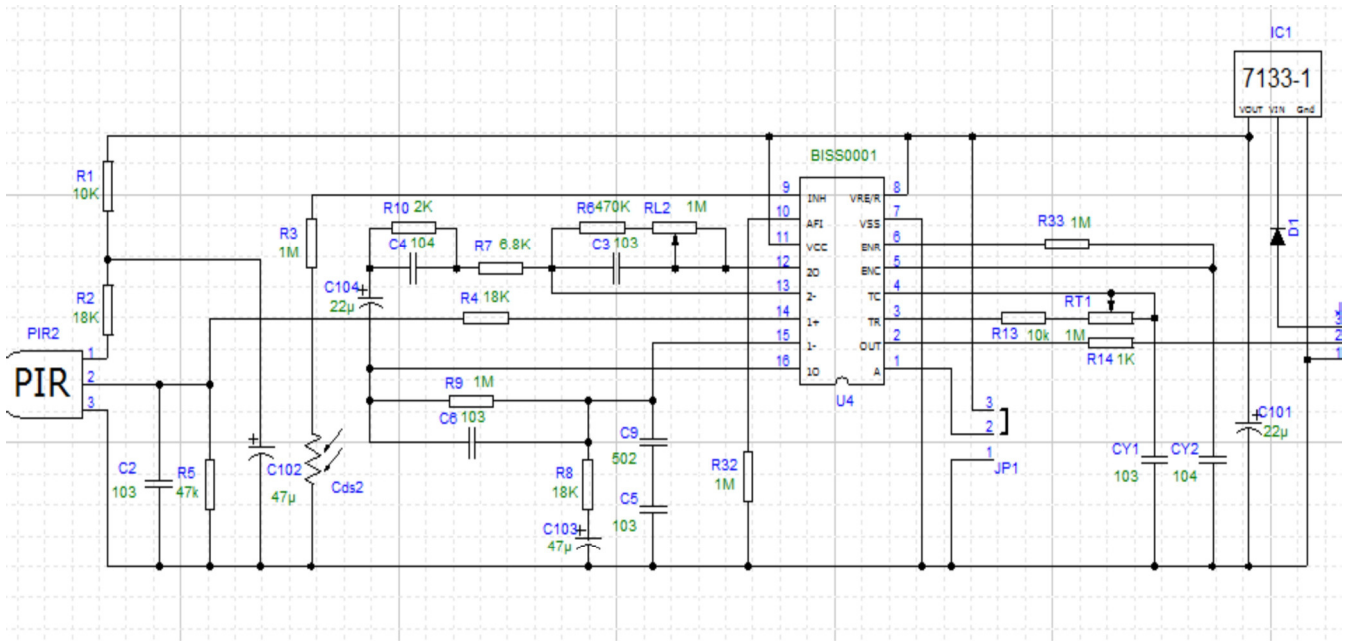 IC1
7133-1
VOUT VIN Gnd
BISS0001
R1
10K
9
INH
VRE/R
8
R10 2K
R6 470K
RL2 1M
10
AFI
VSS
7
R33 1M
R3
1M
C4 104
R7 6.8K
C3 103
11
VCC
ENR
6
D1
12
2O
ENC
5
C104
22µ
R2
18K
R4 18K
13
2-
TC
4
RT1
1M
14
1+
TR
3
R13 10k
3
PIR2
15
1-
OUT
2
R14 1K
2
1
PIR
1
2
3
16
1O
A
1
U4
R9 1M
C6 103
3
2
1
JP1
C101
22µ
C9
502
C2
103
R5
47k
C102
47µ
Cds2
R8
18K
R32
1M
CY1
103
CY2
104
C5
103
C103
47µ